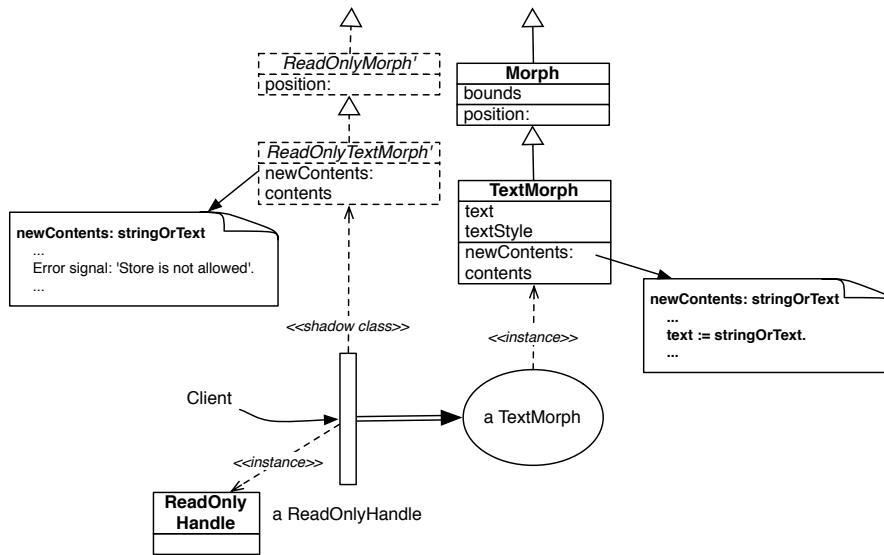 ReadOnlyMorph'
position:
Morph
bounds
position:
ReadOnlyTextMorph'
newContents:
contents
TextMorph
text
textStyle
newContents:
contents
newContents: stringOrText
...
Error signal: 'Store is not allowed'.
...
newContents: stringOrText
...
text := stringOrText.
...
<<shadow class>>
<<instance>>
Client
a TextMorph
<<instance>>
ReadOnly
Handle
a ReadOnlyHandle